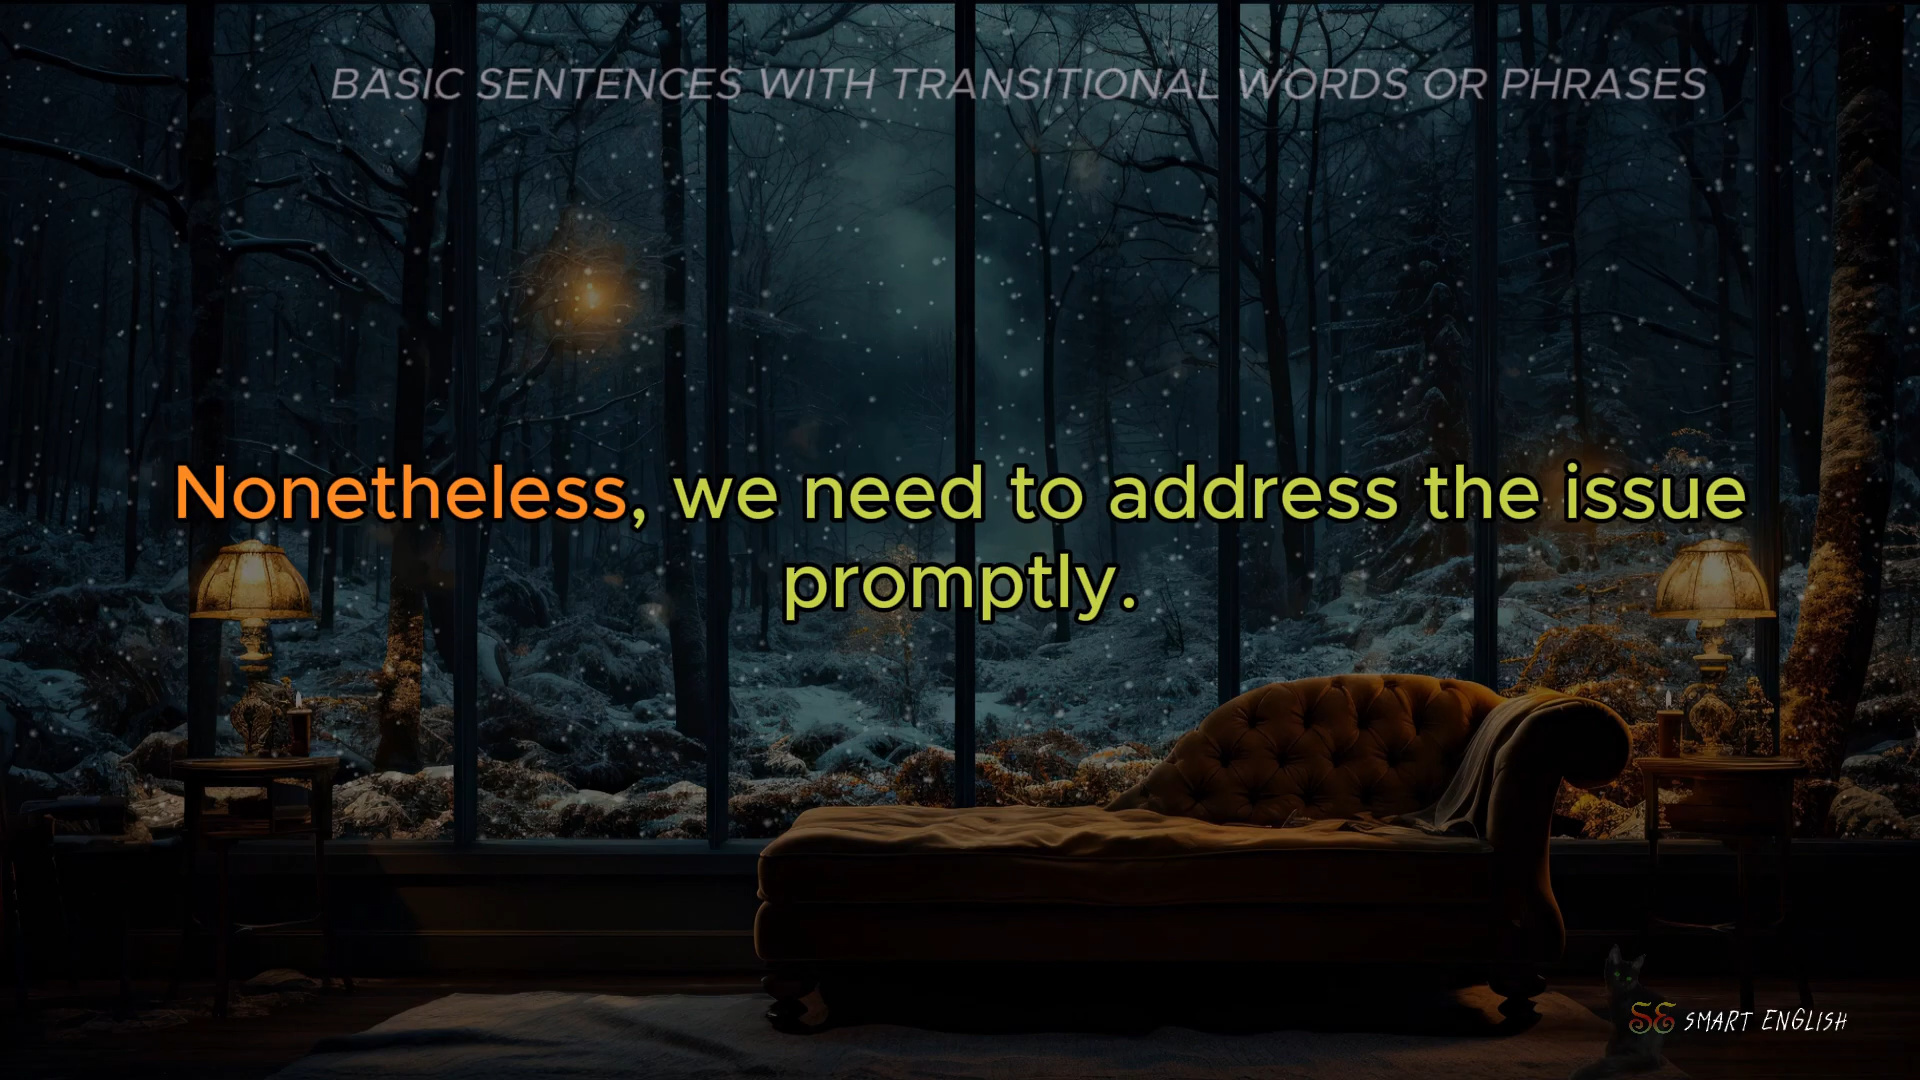 BASIC SENTENCES WITH TRANSITIONAL WORDS OR PHRASES
Nonetheless, we need to address the issue
promptly.
SE SMART ENGLISH